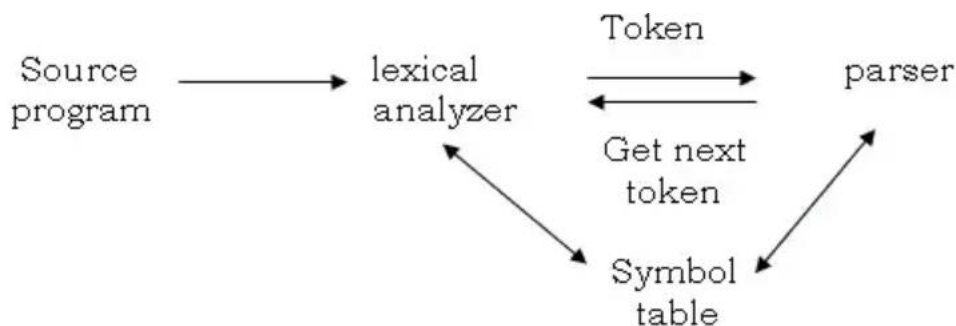 Source
program
lexical
analyzer
Token
Get next
token
parser
Symbol
table